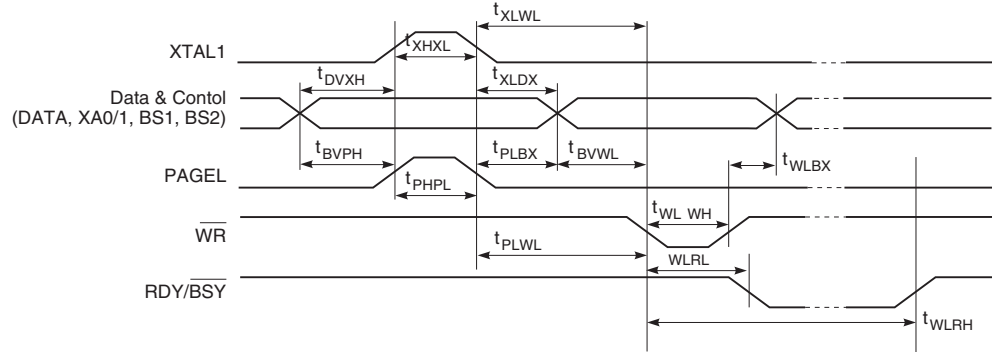 tXLWL
XTAL1
tXHXL
tDVXH
tXLDX
Data & Contol
(DATA, XA0/1, BS1, BS2)
tBVPH
tPLBX
tBVWL
tWLBX
PAGEL
tPHPL
tWL WH
WR
tPLWL
WLRL
RDY/BSY
tWLRH